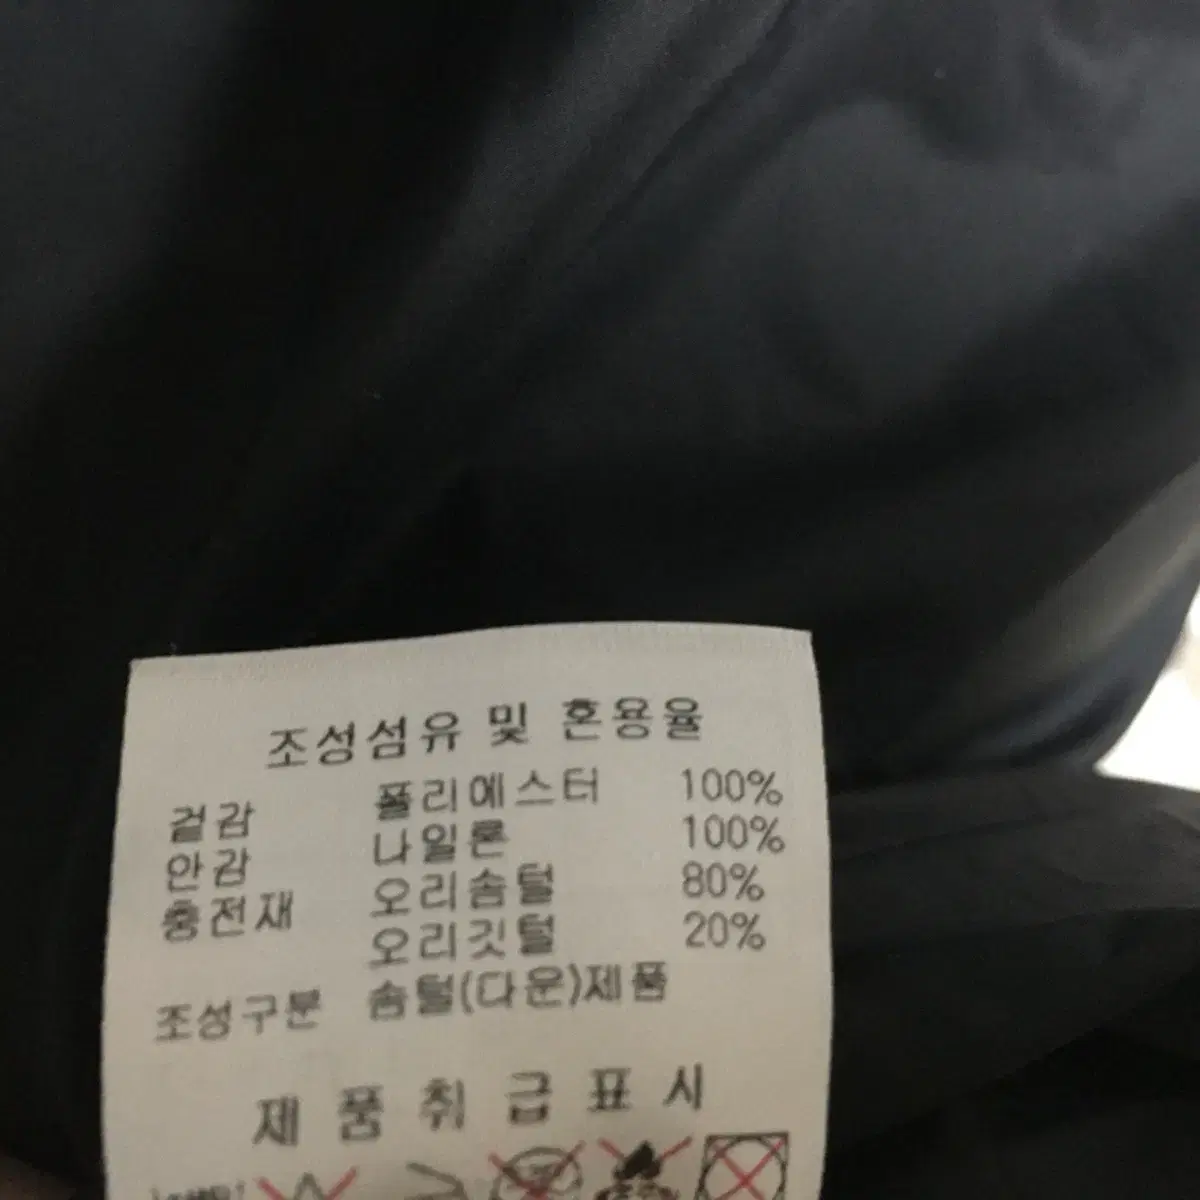 조성섬유 및 혼용율
겉감 폴리에스터 100%
안감 나일론 100%
충전재 오리솜털 80%
오리깃털 20%
조성구분 솜털(다운)제품
제품취급표시